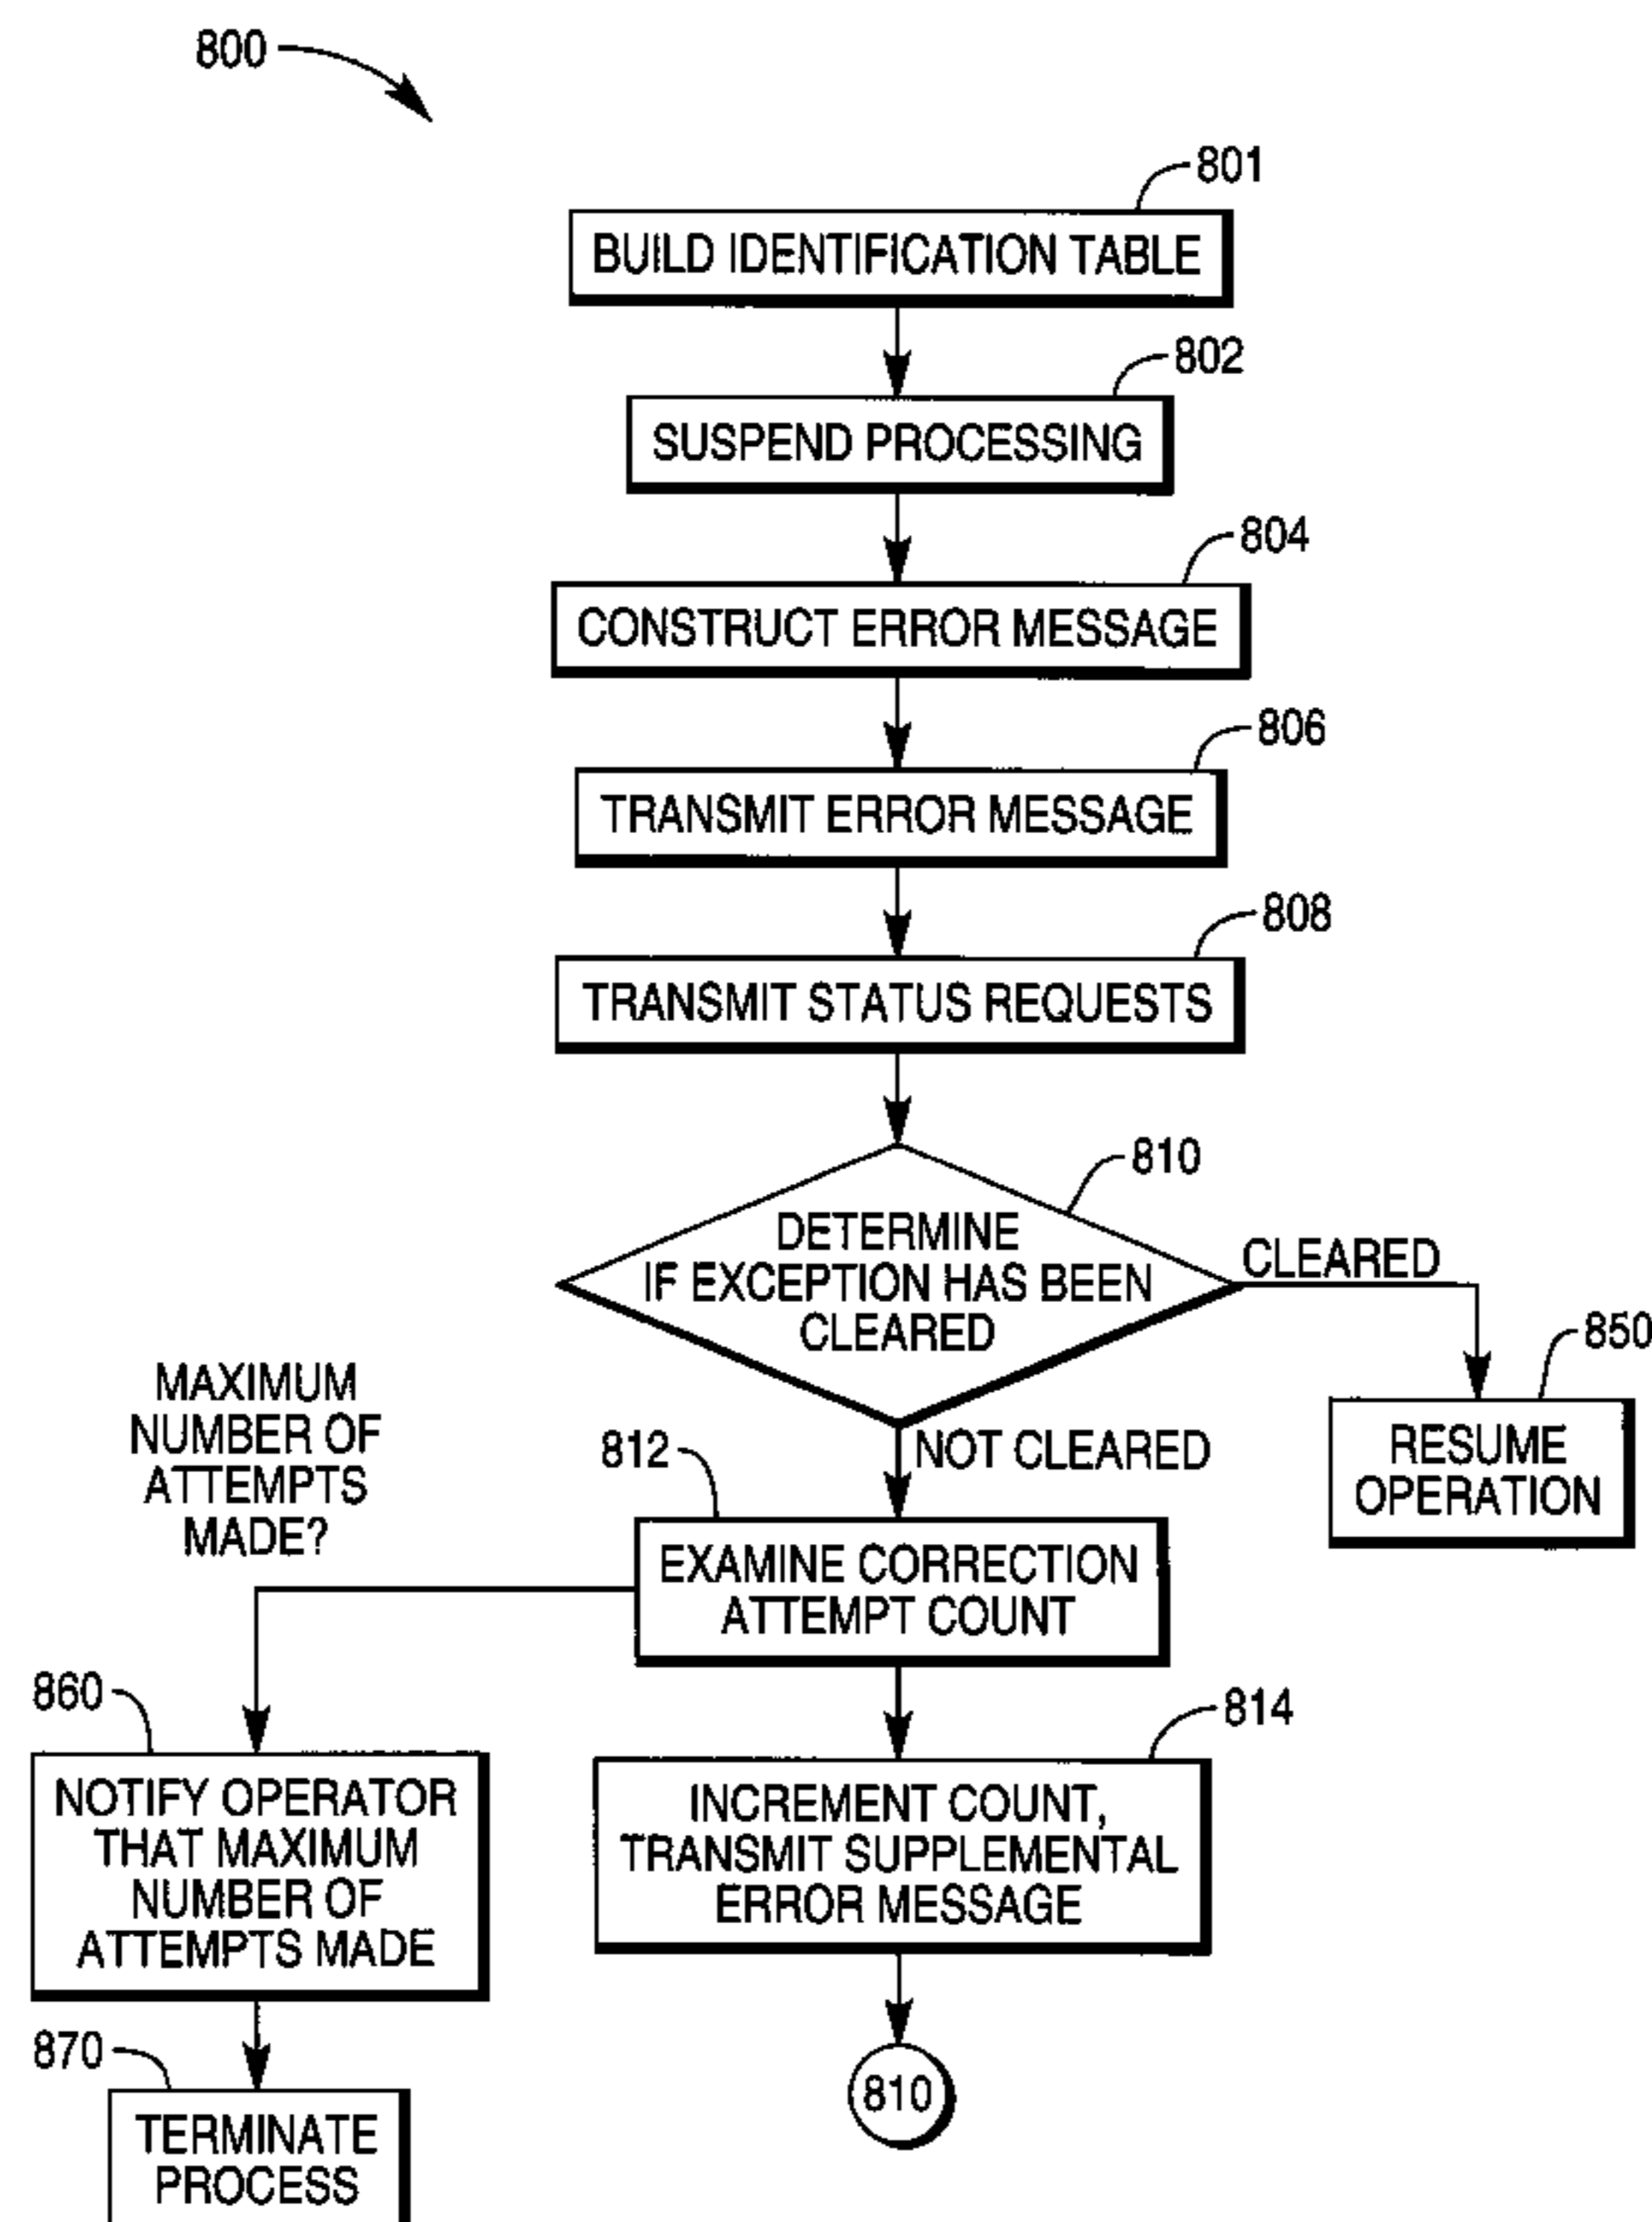 800
801
BUILD IDENTIFICATION TABLE
802
SUSPEND PROCESSING
804
CONSTRUCT ERROR MESSAGE
806
TRANSMIT ERROR MESSAGE
808
TRANSMIT STATUS REQUESTS
810
DETERMINE
IF EXCEPTION HAS BEEN
CLEARED
CLEARED
850
RESUME
OPERATION
NOT CLEARED
MAXIMUM
NUMBER OF
ATTEMPTS
MADE?
812
EXAMINE CORRECTION
ATTEMPT COUNT
860
NOTIFY OPERATOR
THAT MAXIMUM
NUMBER OF
ATTEMPTS MADE
814
INCREMENT COUNT,
TRANSMIT SUPPLEMENTAL
ERROR MESSAGE
870
TERMINATE
PROCESS
810